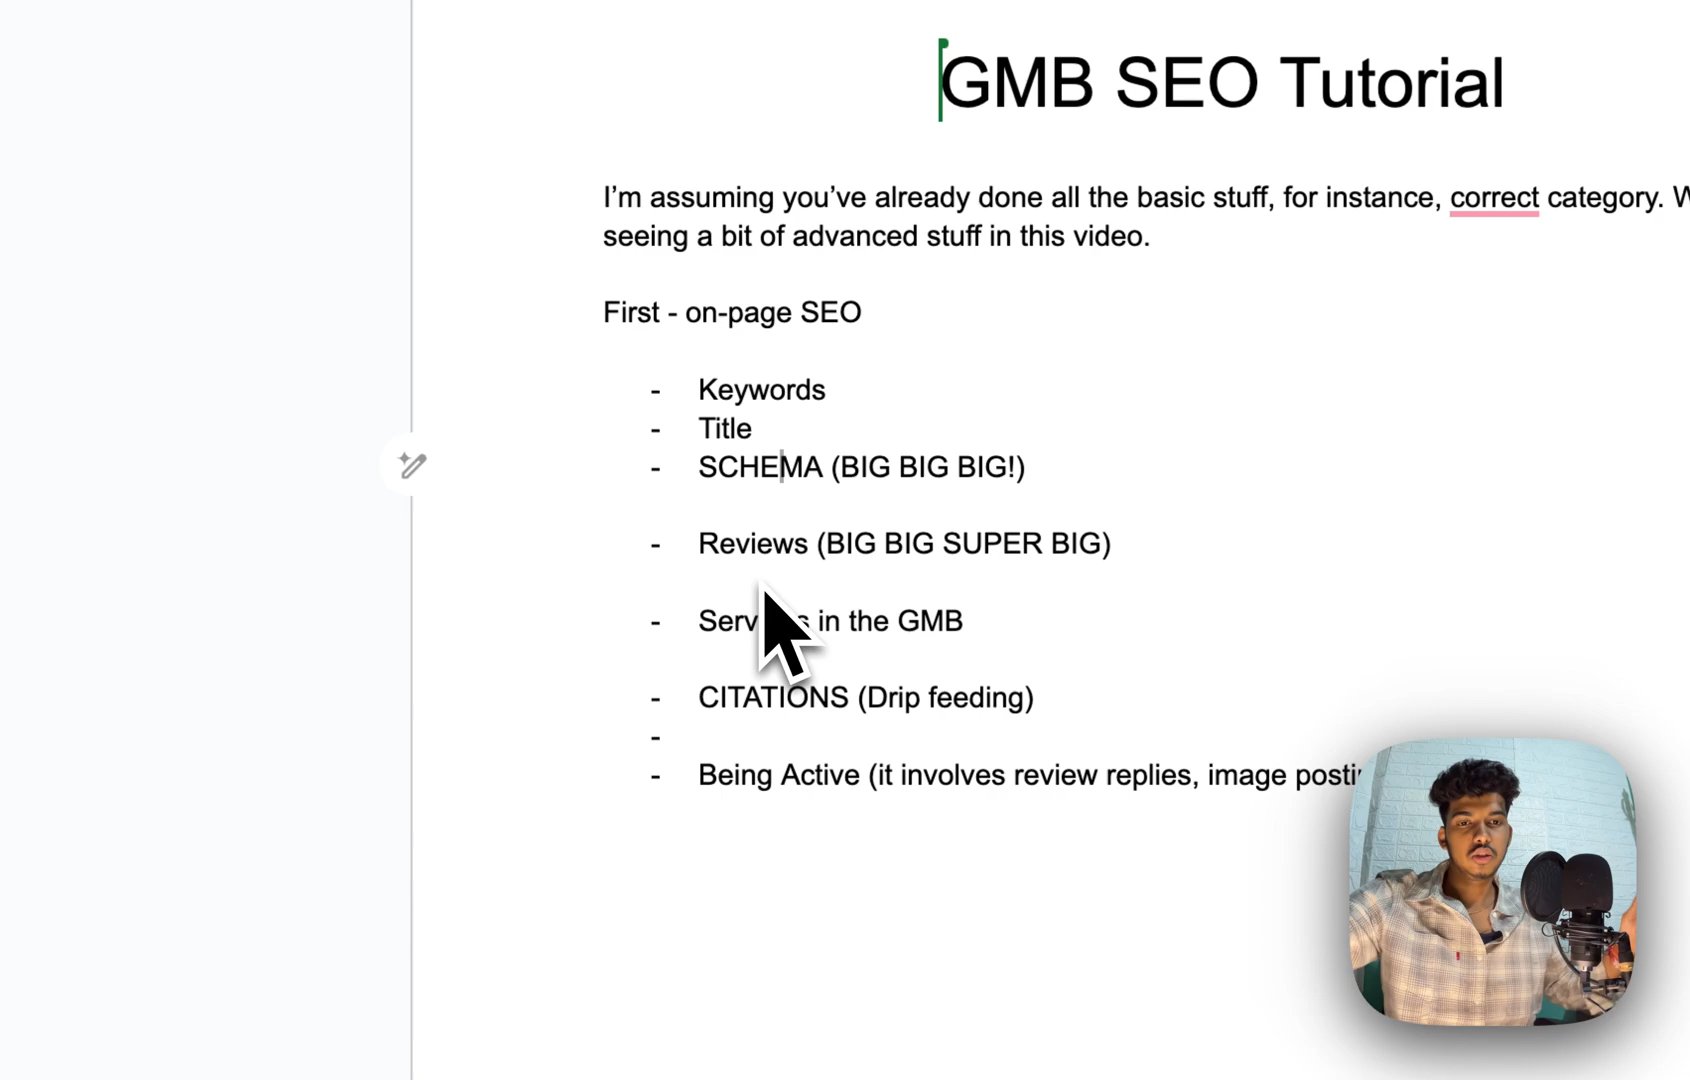 GMB SEO Tutorial
I’m assuming you’ve already done all the basic stuff, for instance, correct category.
seeing a bit of advanced stuff in this video.
First - on-page SEO
- Keywords
- Title
- SCHEMA (BIG BIG BIG!)
- Reviews (BIG BIG SUPER BIG)
- in the GMB
- CITATIONS (Drip feeding)
-
- Being Active (it involves review replies, image